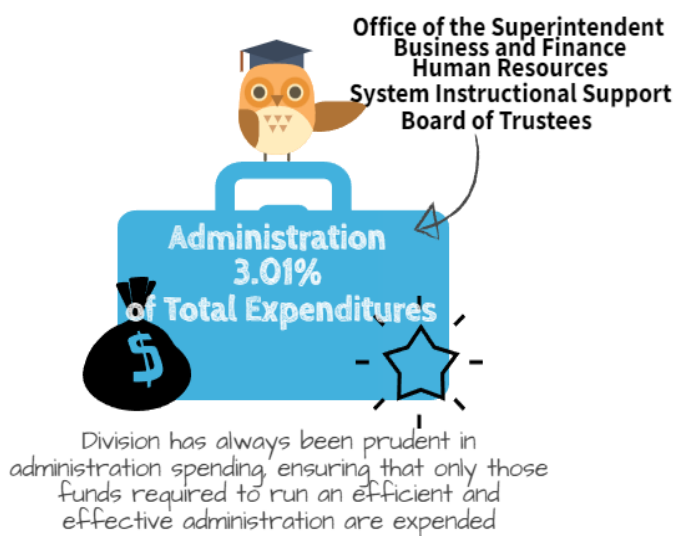 Office of the Superintendent
Business and Finance
Human Resources
System Instructional Support
Board of Trustees
Administration
3.01%
of Total Expenditures
$
Division has always been prudent in
administration spending, ensuring that only those
funds required to run an efficient and
effective administration are expended